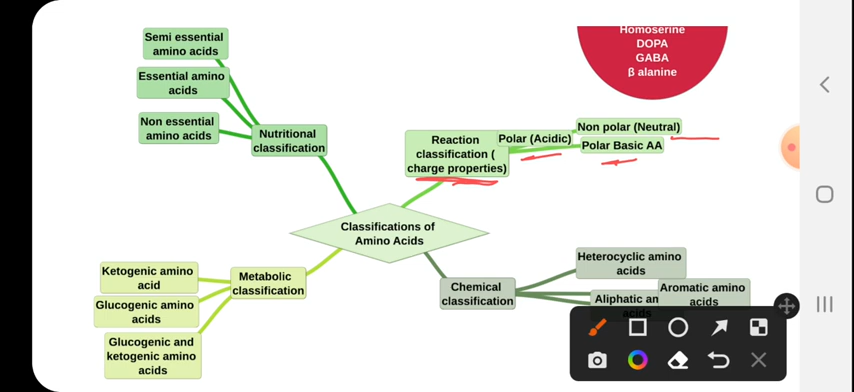 Semi essential
amino acids
Essential amino
acids
Non essential
amino acids
Nutritional
classification
Homoserine
DOPA
GABA
β alanine
Reaction
classification (
charge properties)
Polar (Acidic)
Non polar (Neutral)
Polar Basic AA
Classifications of
Amino Acids
Ketogenic amino
acid
Glucogenic amino
acids
Glucogenic and
ketogenic amino
acids
Metabolic
classification
Chemical
classification
Heterocyclic amino
acids
Aromatic amino
acids
Aliphatic am
acids